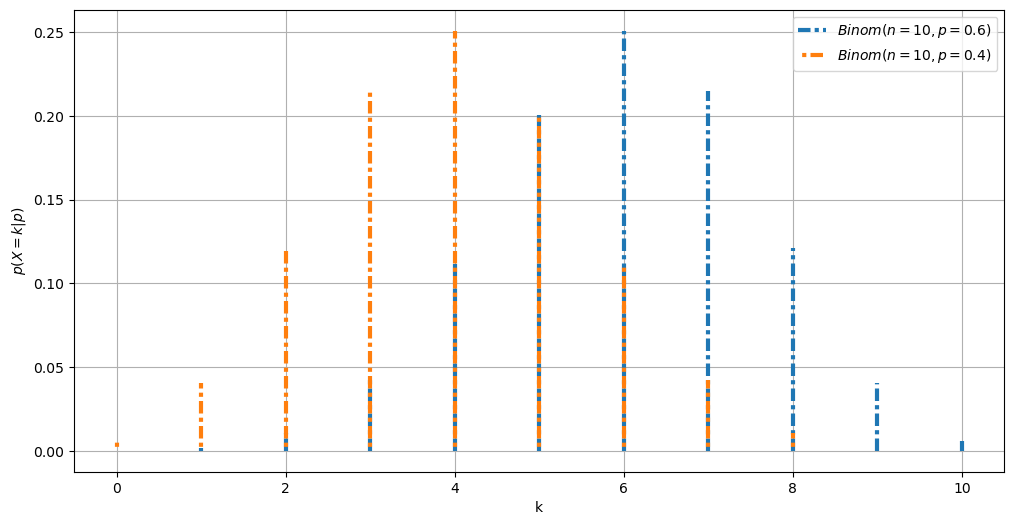 0.25
0.20
0.15
0.10
0.05
0.00
p(X = k|p)
0 2 4 6 8 10
k
Binom(n = 10, p = 0.6)
Binom(n = 10, p = 0.4)